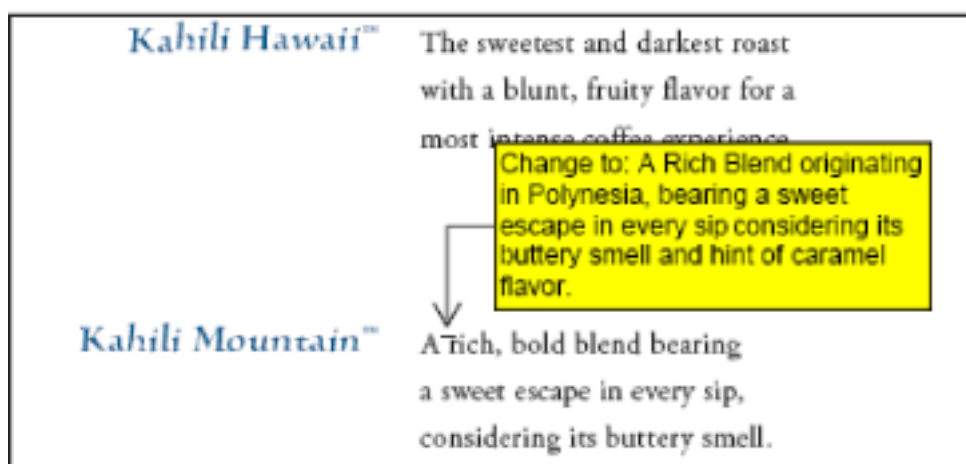 Kahili Hawaii™
The sweetest and darkest roast
with a blunt, fruity flavor for a
most intense coffee experience
Change to: A Rich Blend originating
in Polynesia, bearing a sweet
escape in every sip considering its
buttery smell and hint of caramel
flavor.
Kahili Mountain™
A rich, bold blend bearing
a sweet escape in every sip,
considering its buttery smell.